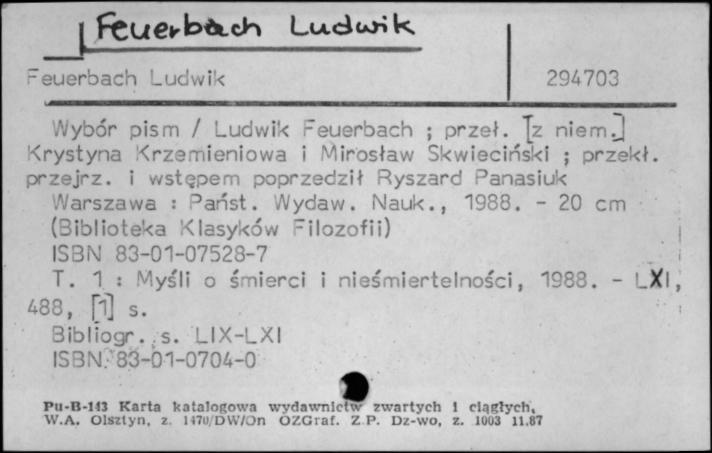 Feuerbach Ludwik
Feuerbach Ludwik 294703
Wybór pism / Ludwik Feuerbach ; przeł. [z niem.]
Krystyna Krzemieniowa i Mirosław Skwieciński ; przekł.
przejrz. i wstępem poprzedził Ryszard Panasiuk
Warszawa : Państ. Wydaw. Nauk., 1988. - 20 cm
(Biblioteka Klasyków Filozofii)
ISBN 83-01-07528-7
T. 1 : Myśli o śmierci i nieśmiertelności, 1988. - LXI,
488, [1] s.
Bibliogr. s. LIX-LXI
ISBN 83-01-0704-0
Pu-B-143 Karta katalogowa wydawnictw zwartych i ciągłych,
W.A. Olsztyn, z. 1470/DW/On OZGraf. Z.P. Dz-wo, z. 1003 11.87